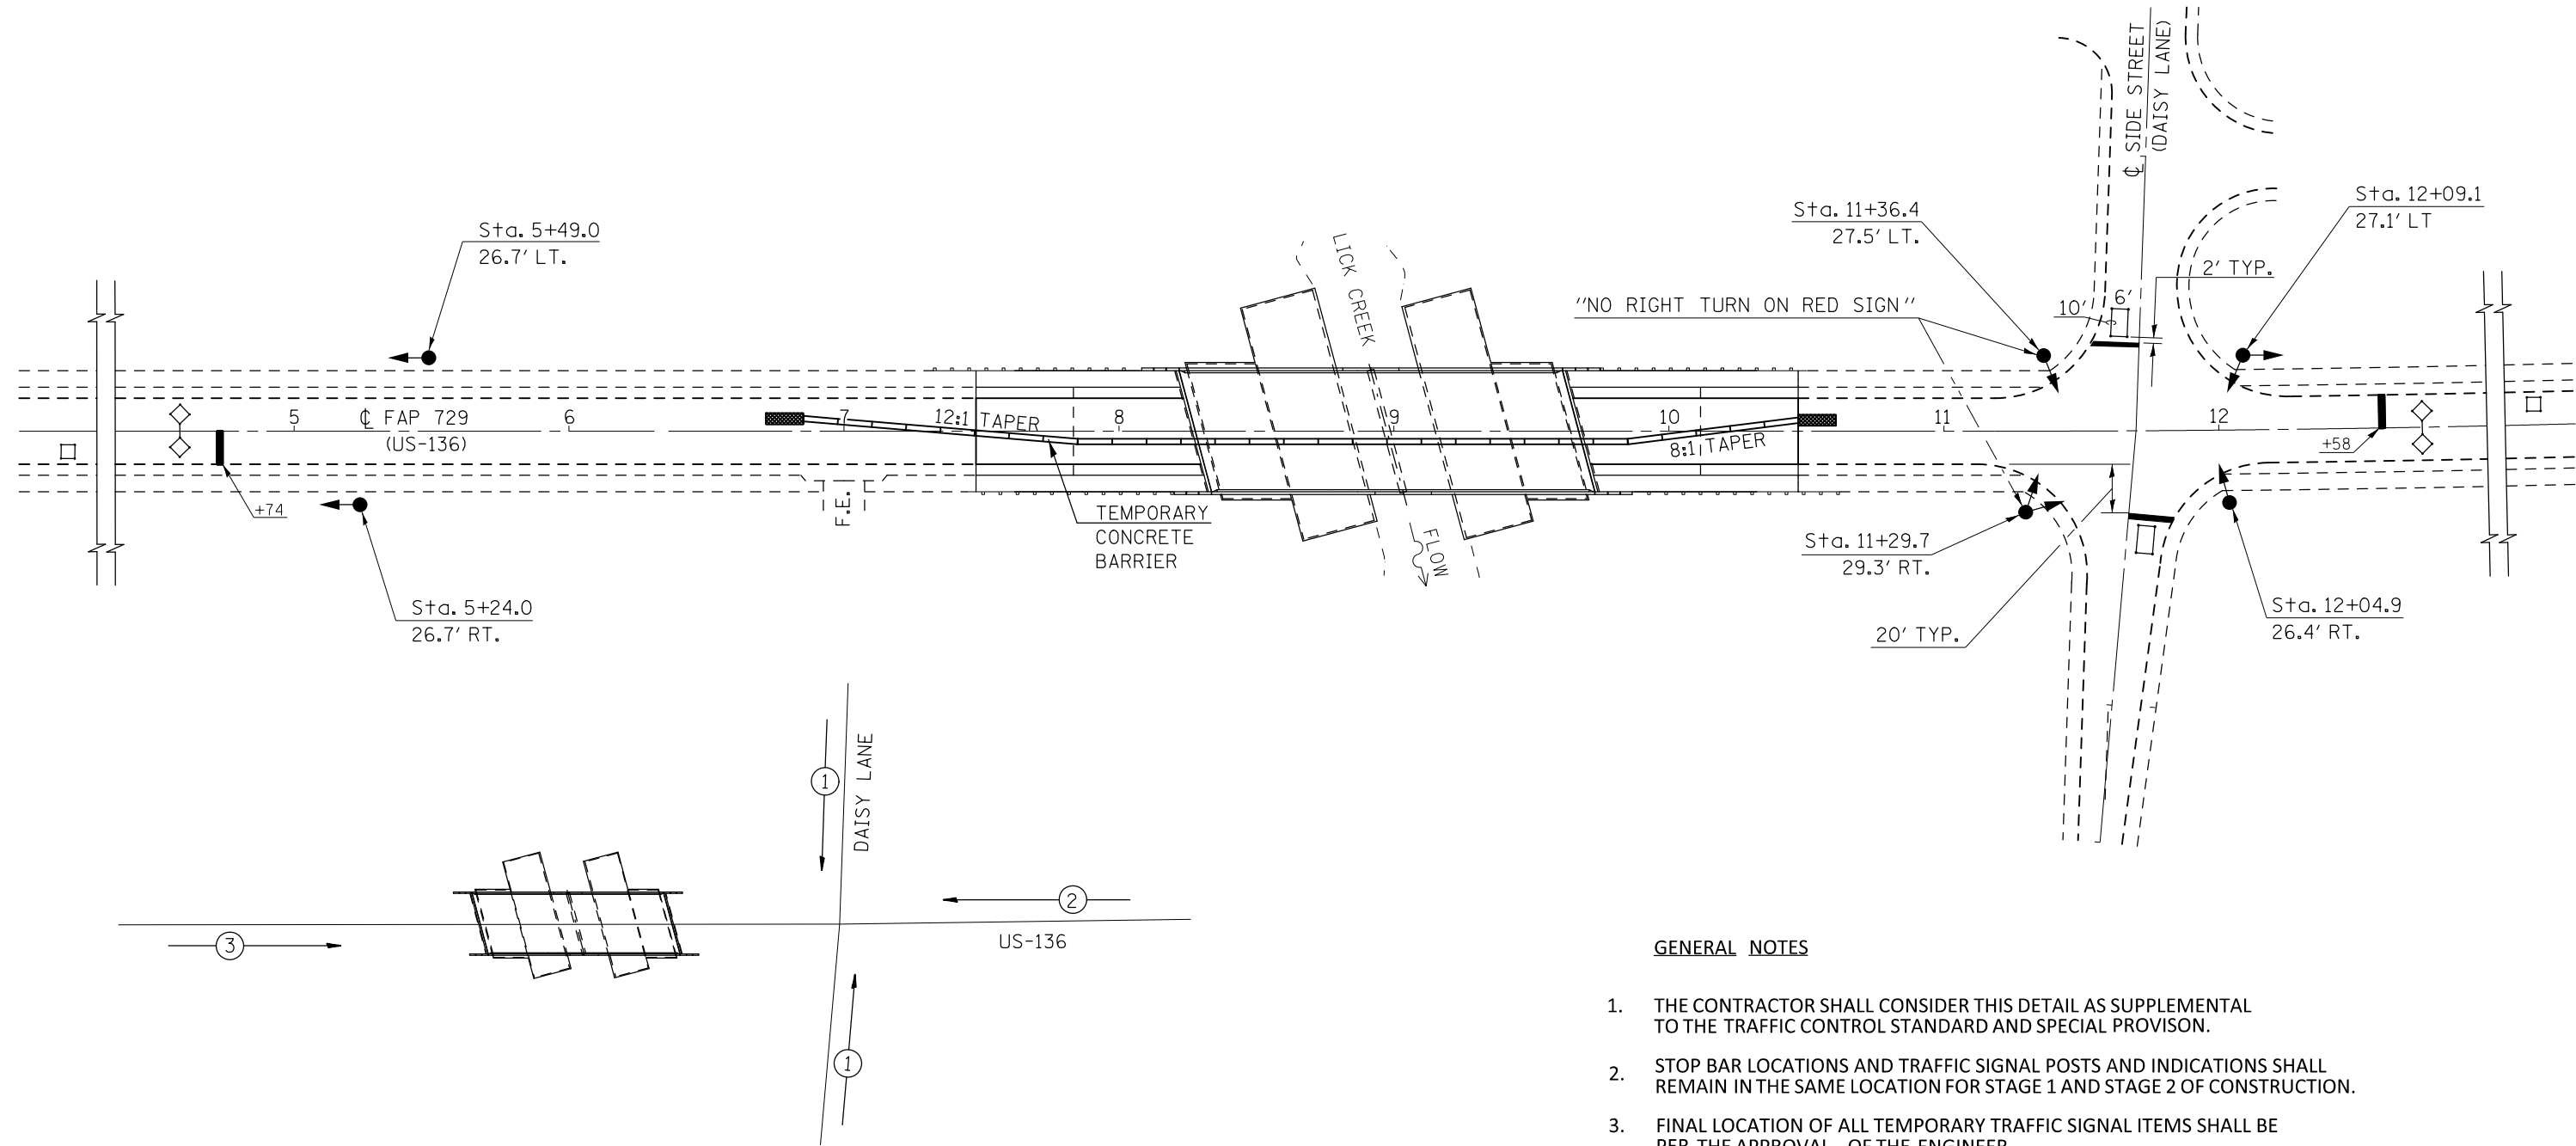 ℄ SIDE STREET
(DAISY LANE)
Sta. 5+49.0
26.7' LT.
Sta. 11+36.4
27.5' LT.
Sta. 12+09.1
27.1' LT
LICK CREEK
"NO RIGHT TURN ON RED SIGN"
2' TYP.
10'
6'
5
℄ FAP 729
(US-136)
6
7
12:1 TAPER
8
9
10
8:1 TAPER
11
12
+58
+74
F.E.
TEMPORARY
CONCRETE
BARRIER
FLOW
Sta. 11+29.7
29.3' RT.
Sta. 5+24.0
26.7' RT.
20' TYP.
Sta. 12+04.9
26.4' RT.
1
DAISY LANE
2
3
US-136
1
GENERAL NOTES
1. THE CONTRACTOR SHALL CONSIDER THIS DETAIL AS SUPPLEMENTAL
TO THE TRAFFIC CONTROL STANDARD AND SPECIAL PROVISON.
2. STOP BAR LOCATIONS AND TRAFFIC SIGNAL POSTS AND INDICATIONS SHALL
REMAIN IN THE SAME LOCATION FOR STAGE 1 AND STAGE 2 OF CONSTRUCTION.
3. FINAL LOCATION OF ALL TEMPORARY TRAFFIC SIGNAL ITEMS SHALL BE
PER THE APPROVAL OF THE ENGINEER